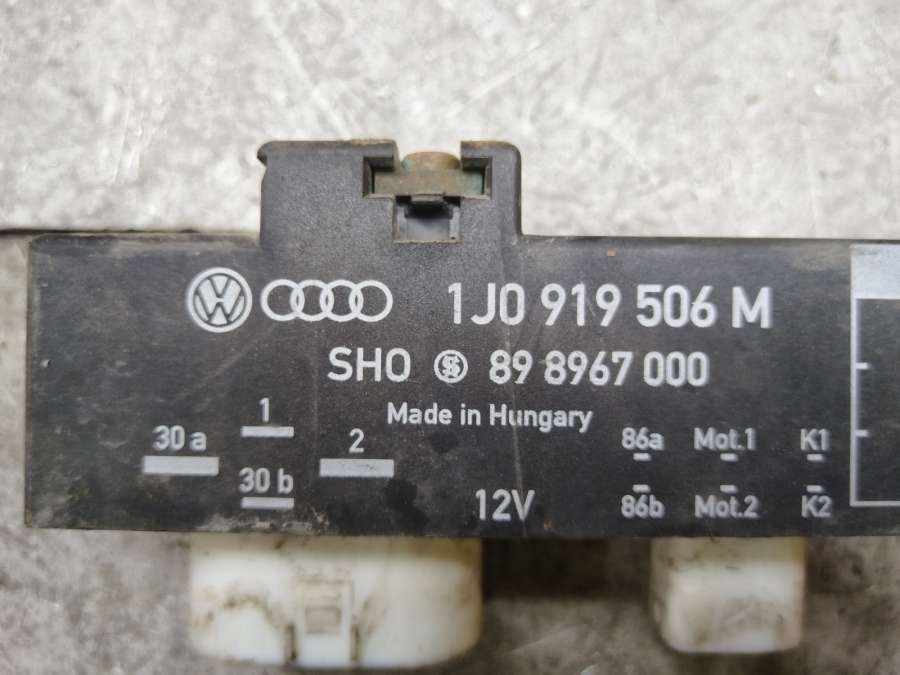 1J0 919 506 M
SHO 89 8967 000
Made in Hungary
30 a 1 2 86a Mot.1 K1
30 b 12V 86b Mot.2 K2